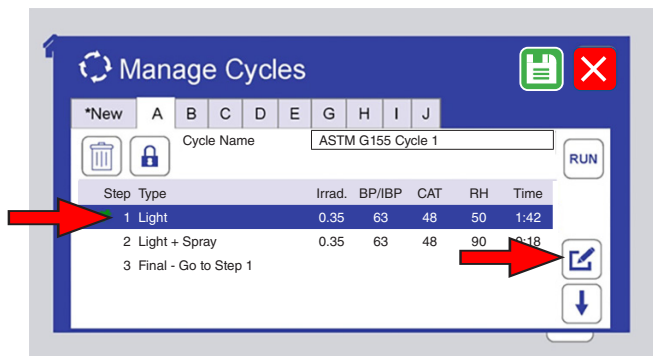 Manage Cycles
*New A B C D E G H I J
Cycle Name ASTM G155 Cycle 1
RUN
Step Type Irrad. BP/IBP CAT RH Time
1 Light 0.35 63 48 50 1:42
2 Light + Spray 0.35 63 48 90 0:18
3 Final - Go to Step 1